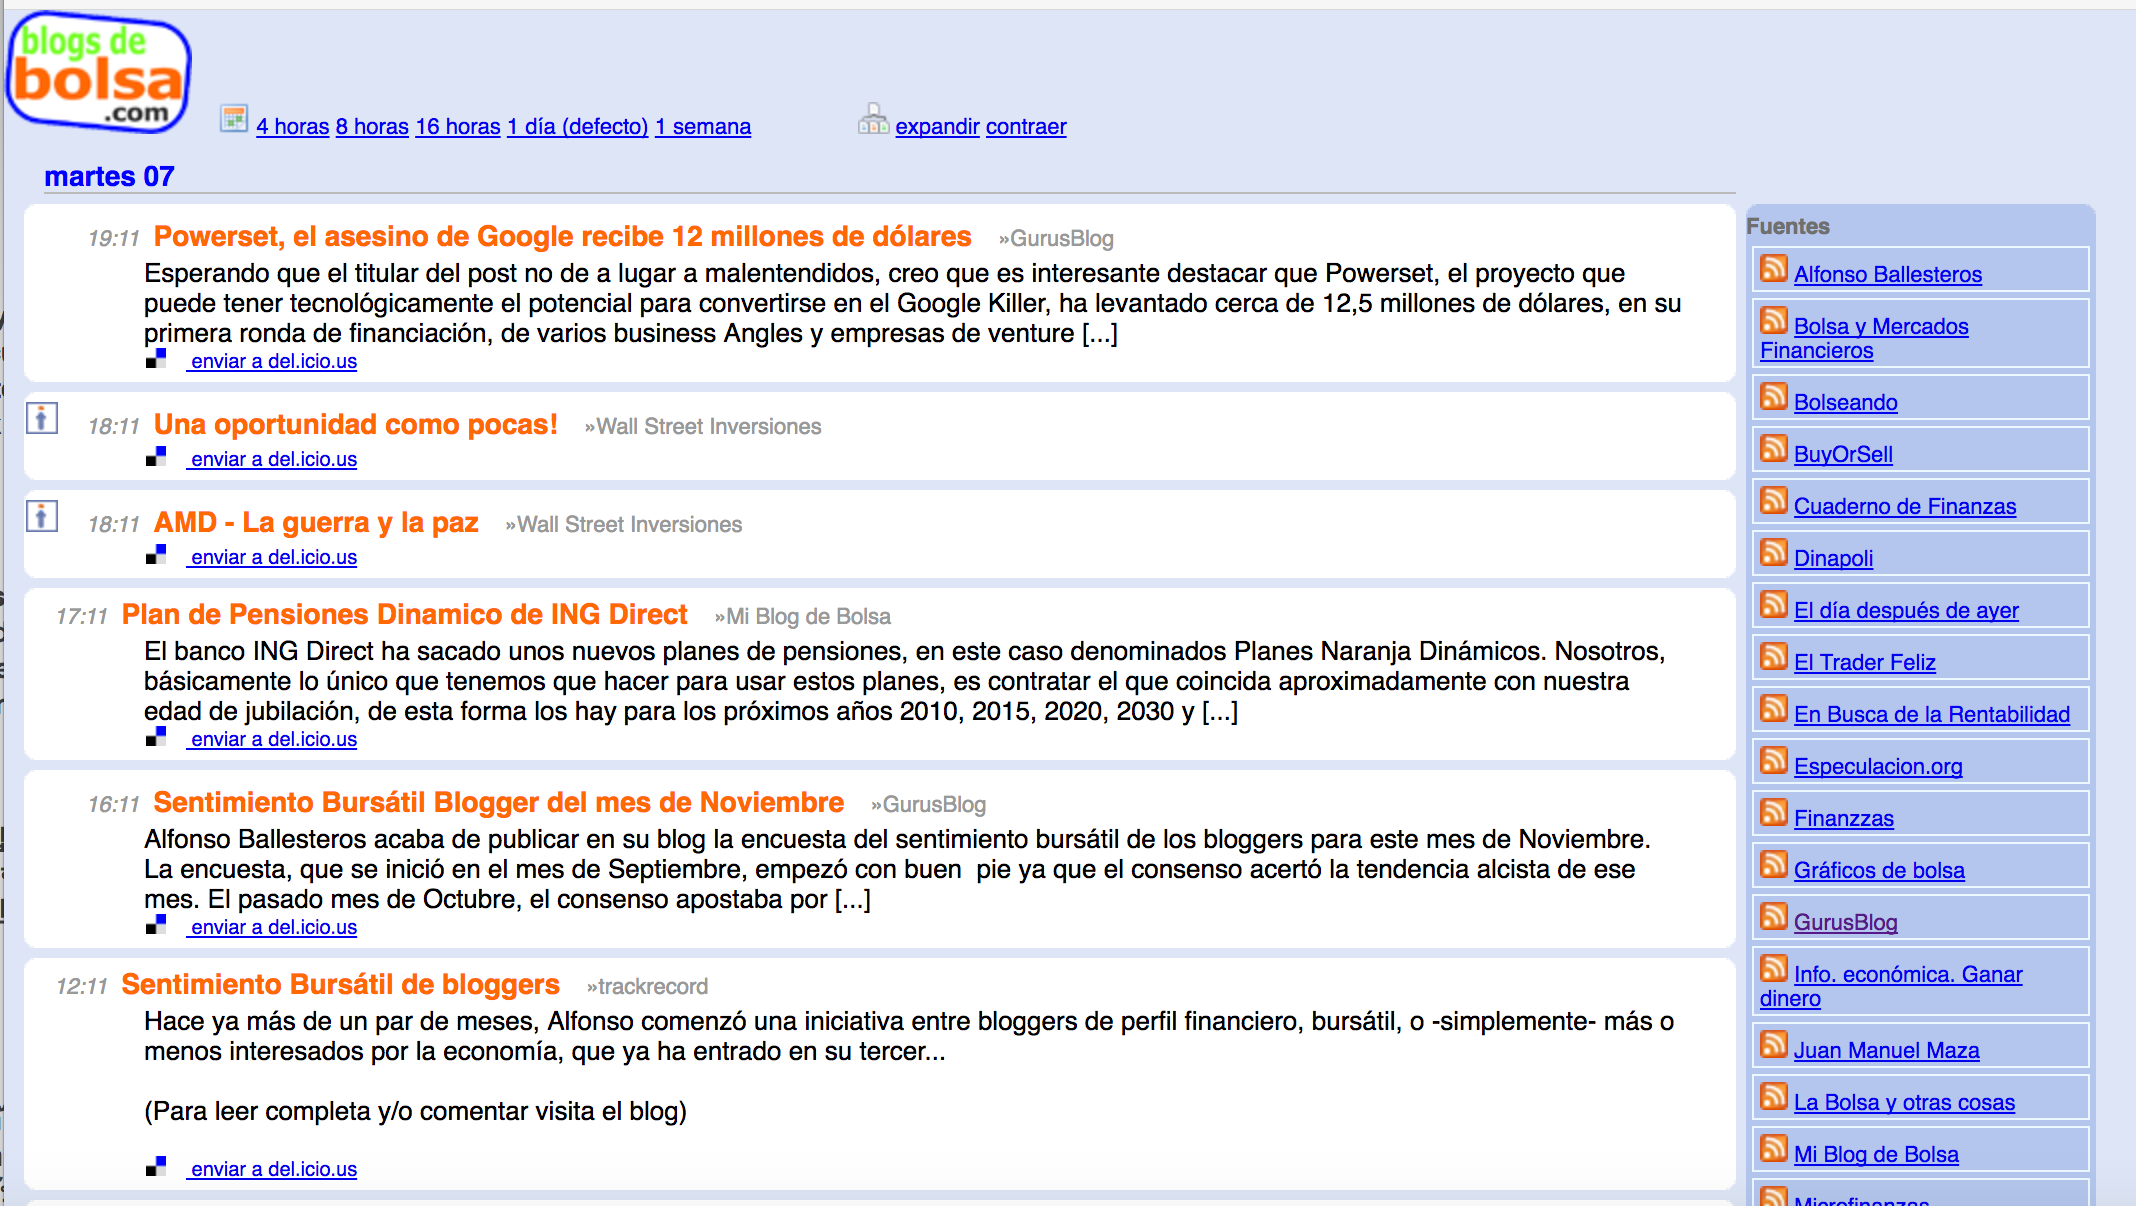 blogs de
bolsa
.com
4 horas 8 horas 16 horas 1 día (defecto) 1 semana
expandir contraer
martes 07
19:11 Powerset, el asesino de Google recibe 12 millones de dólares »GurusBlog
Esperando que el titular del post no de a lugar a malentendidos, creo que es interesante destacar que Powerset, el proyecto que
puede tener tecnológicamente el potencial para convertirse en el Google Killer, ha levantado cerca de 12,5 millones de dólares, en su
primera ronda de financiación, de varios business Angles y empresas de venture [...]
enviar a del.icio.us
18:11 Una oportunidad como pocas! »Wall Street Inversiones
enviar a del.icio.us
18:11 AMD - La guerra y la paz »Wall Street Inversiones
enviar a del.icio.us
17:11 Plan de Pensiones Dinamico de ING Direct »Mi Blog de Bolsa
El banco ING Direct ha sacado unos nuevos planes de pensiones, en este caso denominados Planes Naranja Dinámicos. Nosotros,
básicamente lo único que tenemos que hacer para usar estos planes, es contratar el que coincida aproximadamente con nuestra
edad de jubilación, de esta forma los hay para los próximos años 2010, 2015, 2020, 2030 y [...]
enviar a del.icio.us
16:11 Sentimiento Bursátil Blogger del mes de Noviembre »GurusBlog
Alfonso Ballesteros acaba de publicar en su blog la encuesta del sentimiento bursátil de los bloggers para este mes de Noviembre.
La encuesta, que se inició en el mes de Septiembre, empezó con buen  pie ya que el consenso acertó la tendencia alcista de ese
mes. El pasado mes de Octubre, el consenso apostaba por [...]
enviar a del.icio.us
12:11 Sentimiento Bursátil de bloggers »trackrecord
Hace ya más de un par de meses, Alfonso comenzó una iniciativa entre bloggers de perfil financiero, bursátil, o -simplemente- más o
menos interesados por la economía, que ya ha entrado en su tercer...
(Para leer completa y/o comentar visita el blog)
enviar a del.icio.us
Fuentes
Alfonso Ballesteros
Bolsa y Mercados
Financieros
Bolseando
BuyOrSell
Cuaderno de Finanzas
Dinapoli
El día después de ayer
El Trader Feliz
En Busca de la Rentabilidad
Especulacion.org
Finanzzas
Gráficos de bolsa
GurusBlog
Info. económica. Ganar
dinero
Juan Manuel Maza
La Bolsa y otras cosas
Mi Blog de Bolsa
Microfinanzas